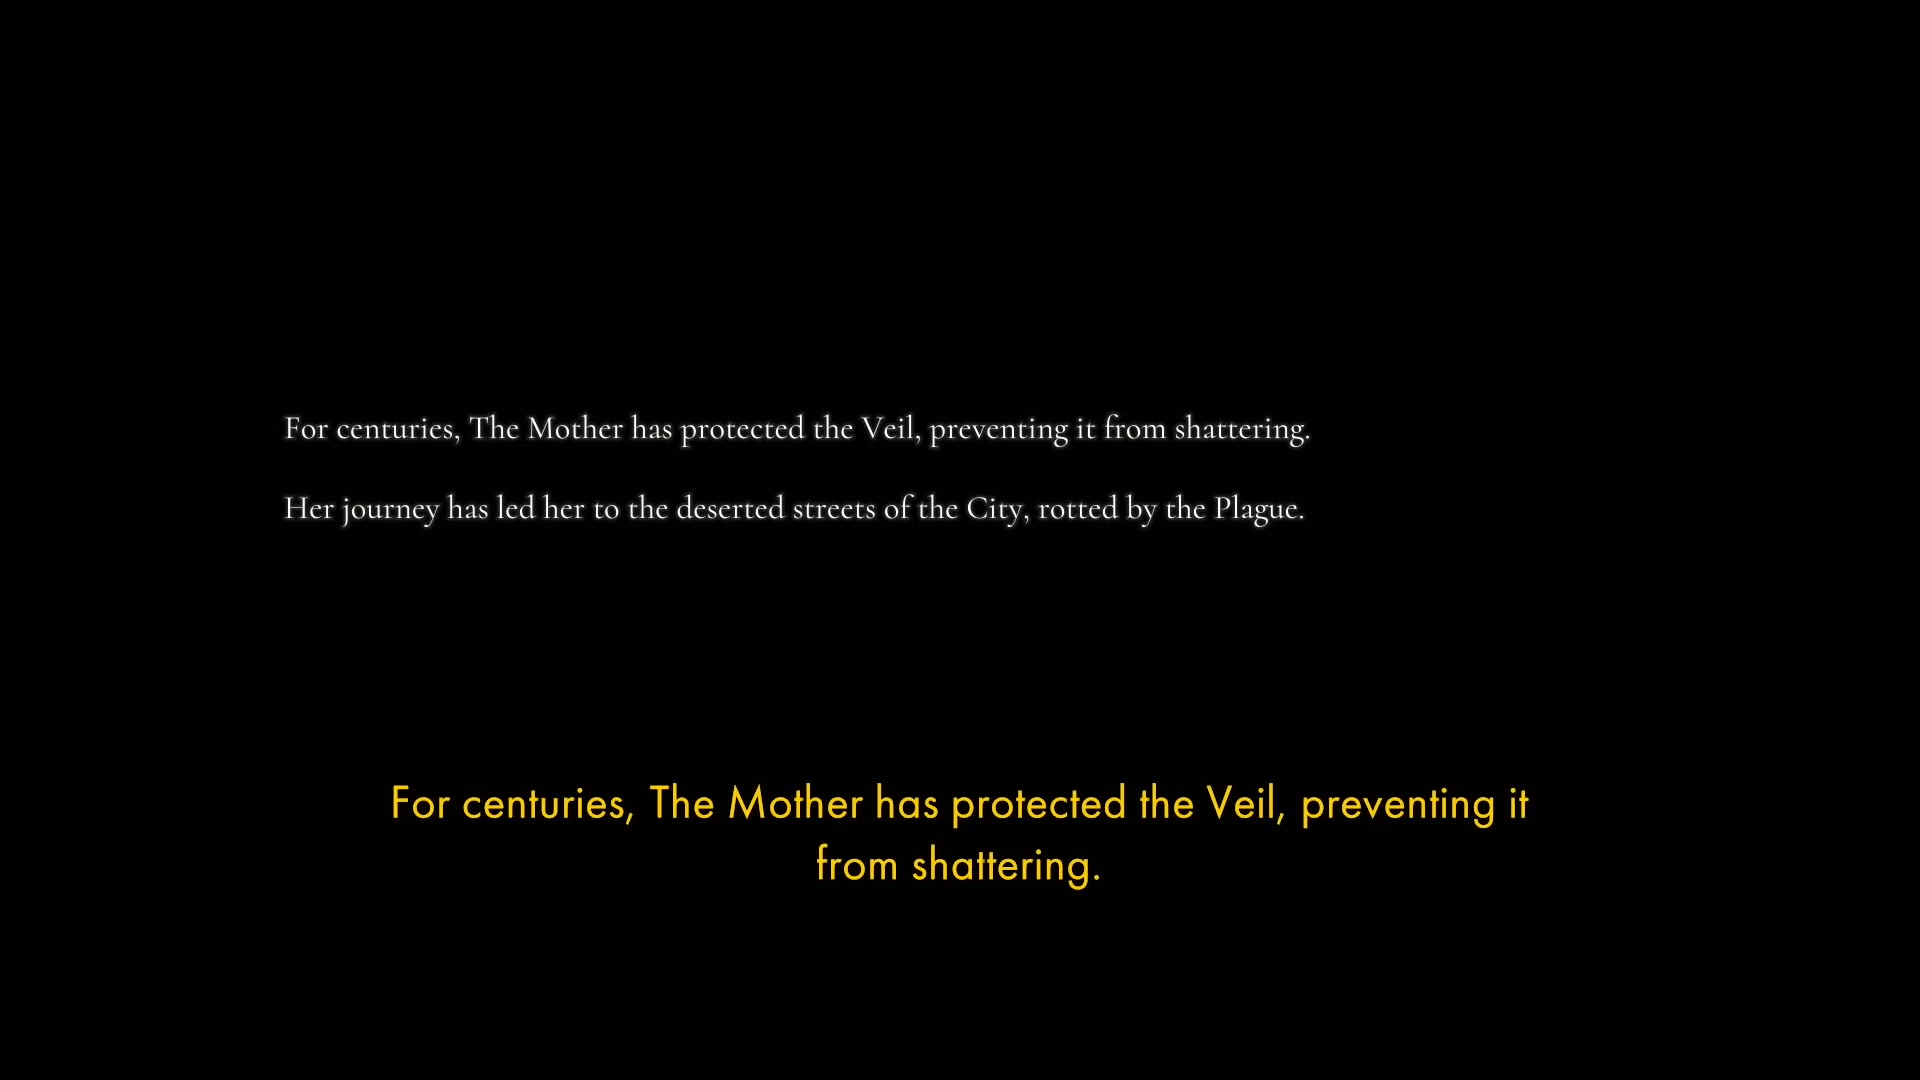 For centuries, The Mother has protected the Veil, preventing it from shattering.
Her journey has led her to the deserted streets of the City, rotted by the Plague.
For centuries, The Mother has protected the Veil, preventing it
from shattering.